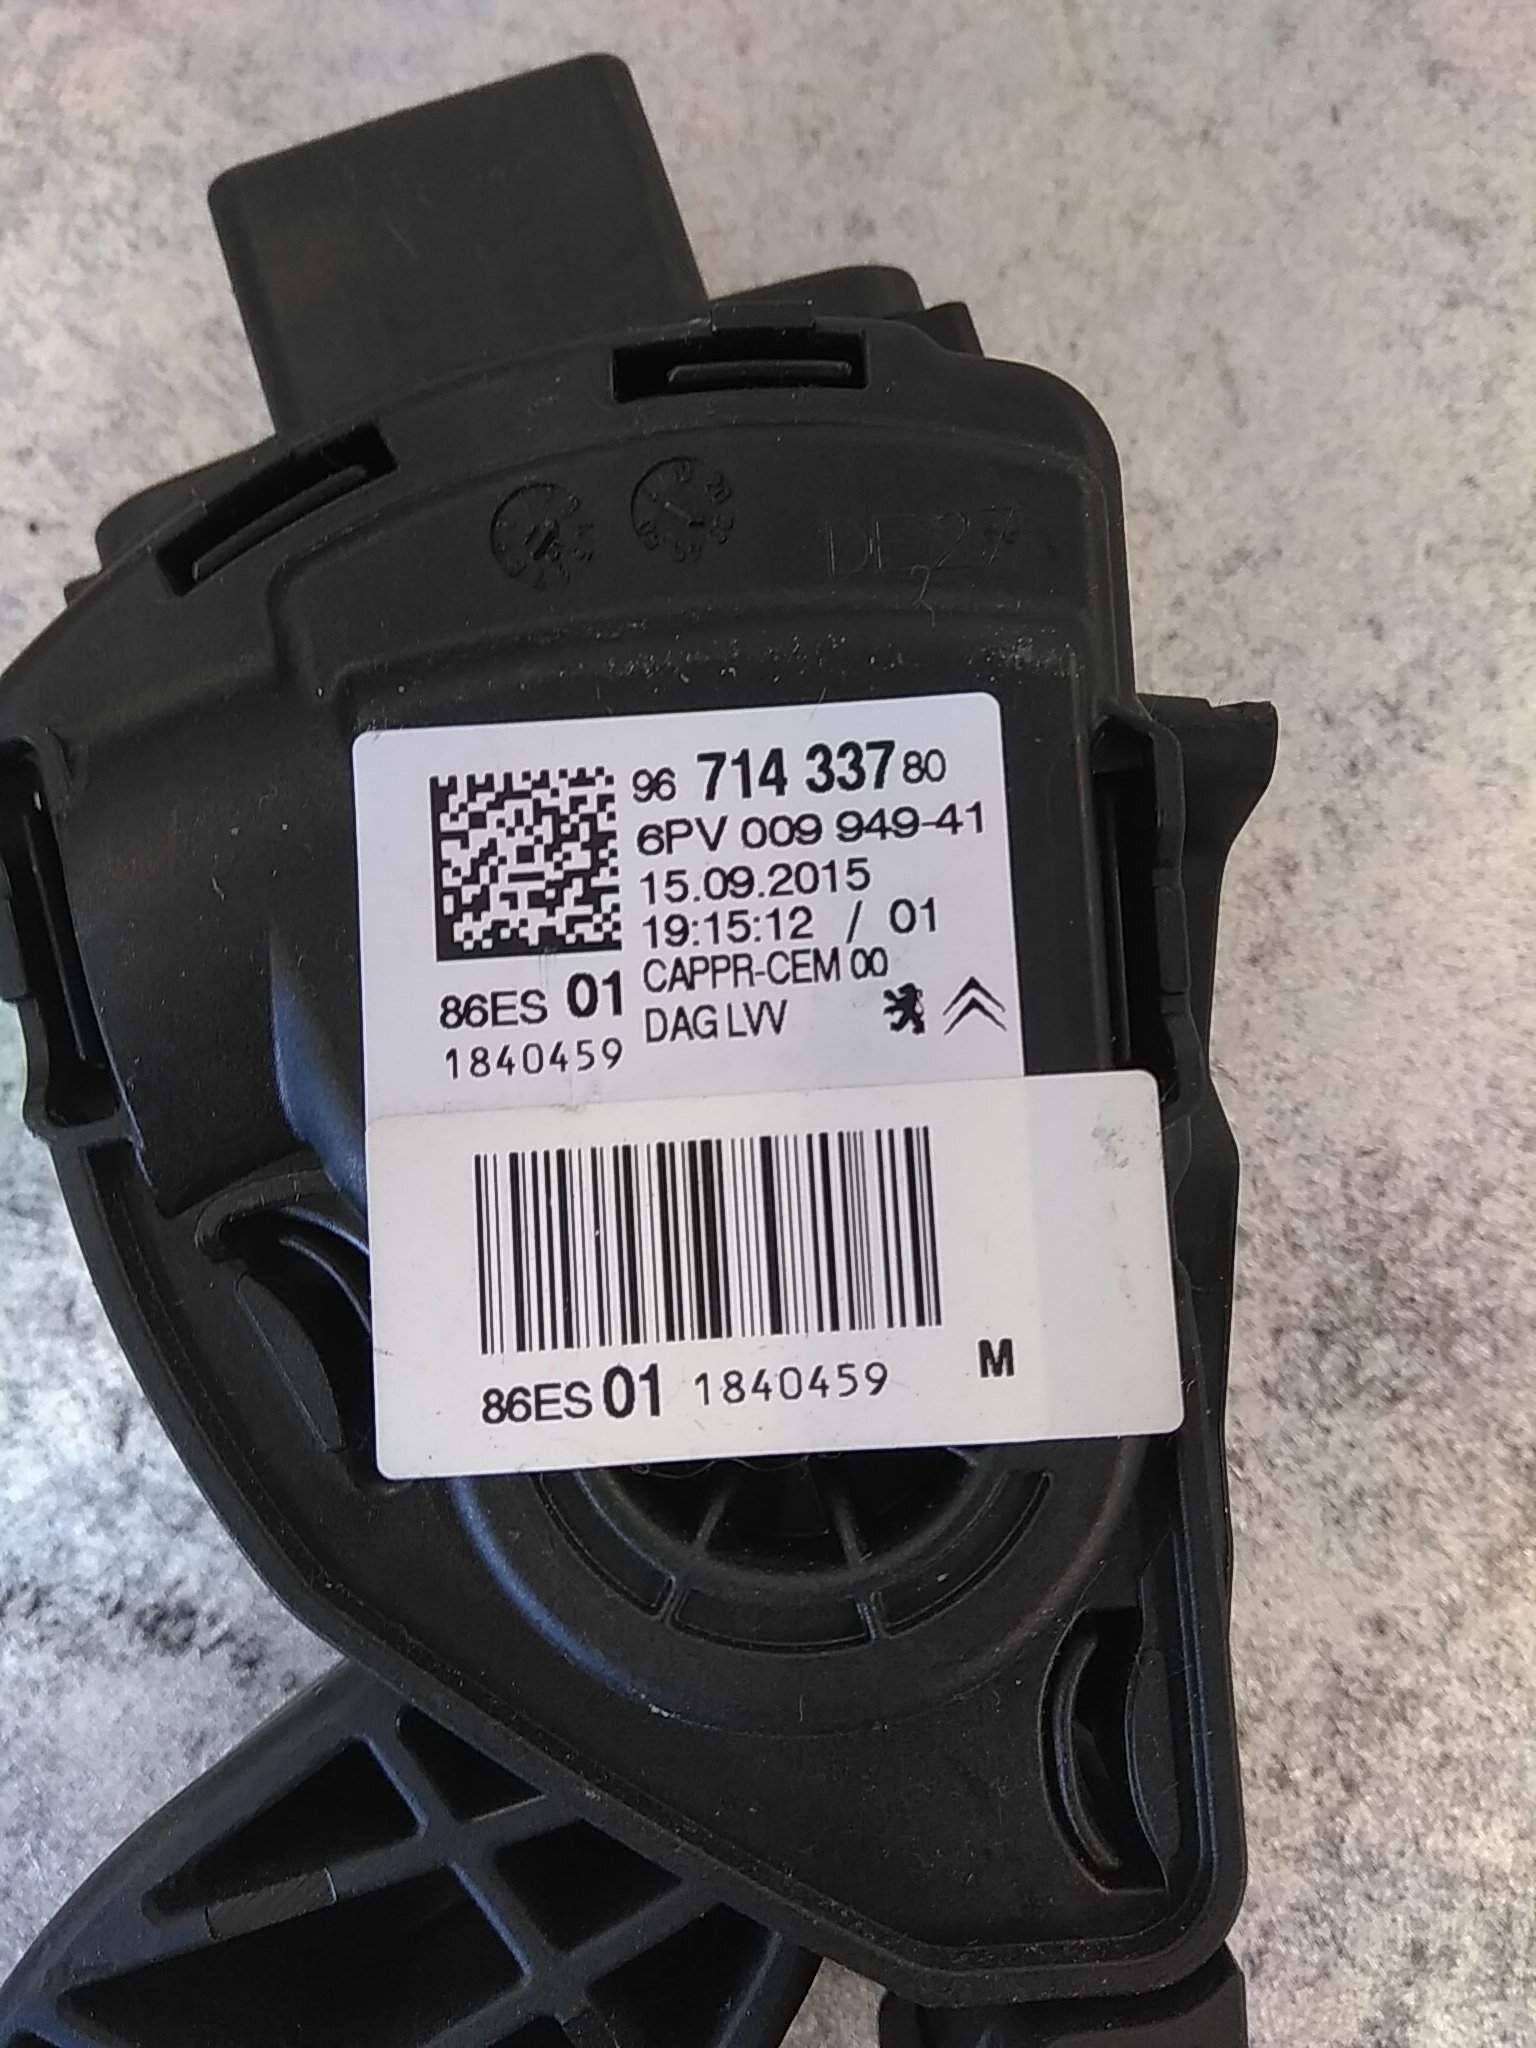 DE27
96 714 337 80
6PV 009 949-41
15.09.2015
19:15:12 / 01
CAPPR-CEM 00
86ES 01
DAG LVV
1840459
86ES 01 1840459 M